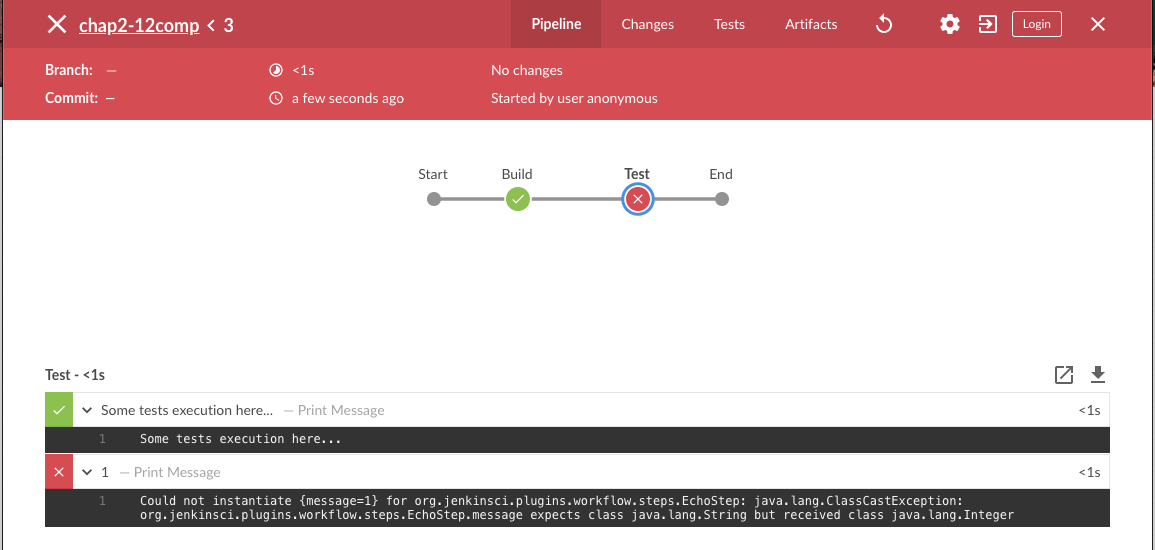 chap2-12comp < 3 Pipeline Changes Tests Artifacts Login
Branch: — <1s No changes
Commit: — a few seconds ago Started by user anonymous
Start Build Test End
Test - <1s
Some tests execution here... — Print Message <1s
1 Some tests execution here...
1 — Print Message <1s
1 Could not instantiate {message=1} for org.jenkinsci.plugins.workflow.steps.EchoStep: java.lang.ClassCastException:
org.jenkinsci.plugins.workflow.steps.EchoStep.message expects class java.lang.String but received class java.lang.Integer